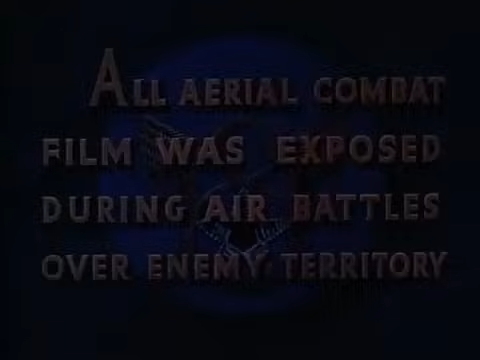 ALL AERIAL COMBAT
FILM WAS EXPOSED
DURING AIR BATTLES
OVER ENEMY TERRITORY